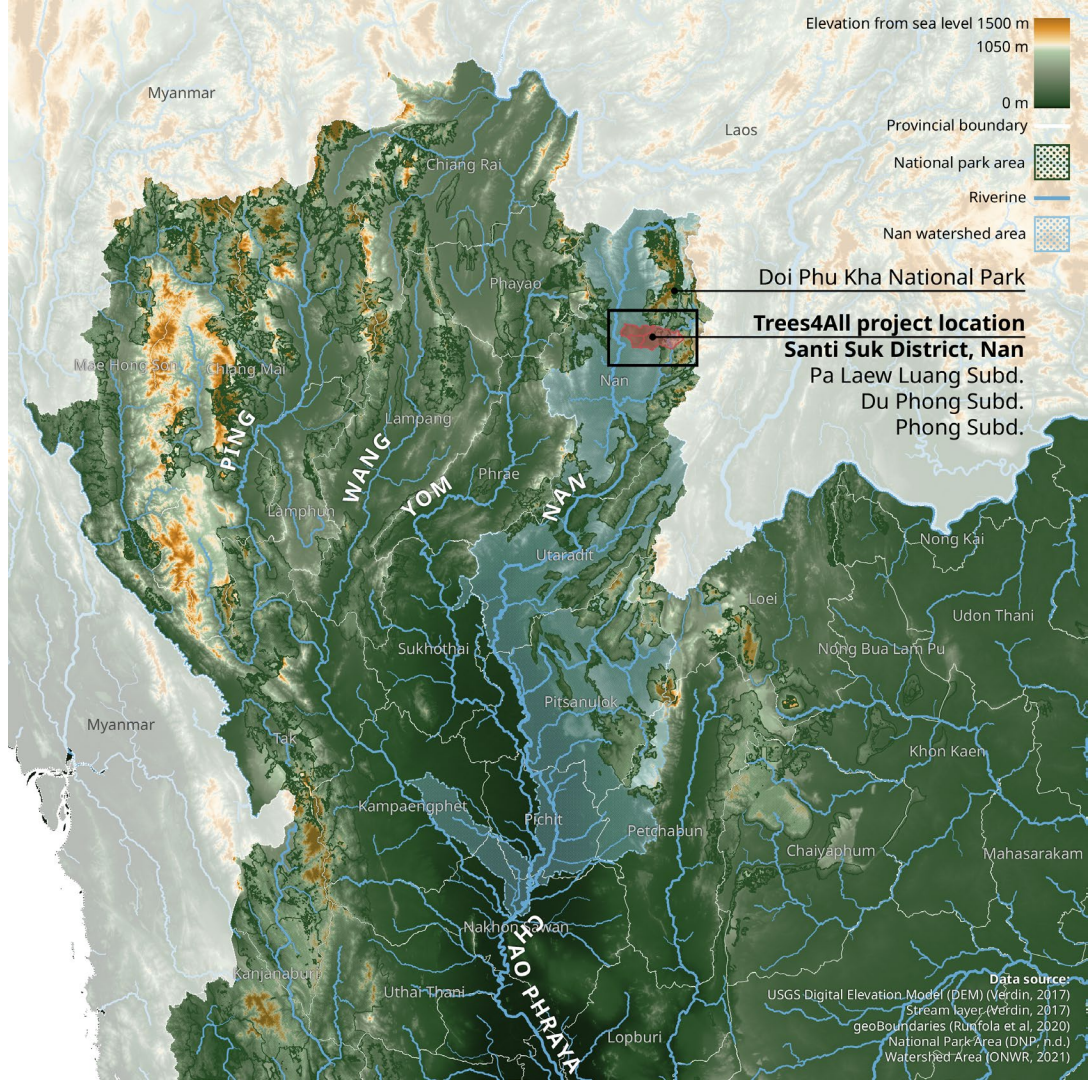 Elevation from sea level 1500 m
1050 m
0 m
Provincial boundary
National park area
Riverine
Nan watershed area
Doi Phu Kha National Park
Trees4All project location
Santi Suk District, Nan
Pa Laew Luang Subd.
Du Phong Subd.
Phong Subd.
Myanmar
Laos
Chiang Rai
Phayao
Mae Hong Son
Chiang Mai
Nan
Lampang
PING
WANG
YOM
NAN
Phrae
Lamphun
Utaradit
Nong Kai
Loei
Udon Thani
Sukhothai
Nong Bua Lam Pu
Pitsanulok
Myanmar
Tak
Khon Kaen
Kampaengphet
Pichit
Petchabun
Chaiyaphum
Mahasarakam
Nakhon Sawan
CHAO PHRAYA
Kanjanaburi
Uthai Thani
Lopburi
Data source:
USGS Digital Elevation Model (DEM) (Verdin, 2017)
Stream layer (Verdin, 2017)
geoBoundaries (Runfola et al, 2020)
National Park Area (DNP, n.d.)
Watershed Area (ONWR, 2021)